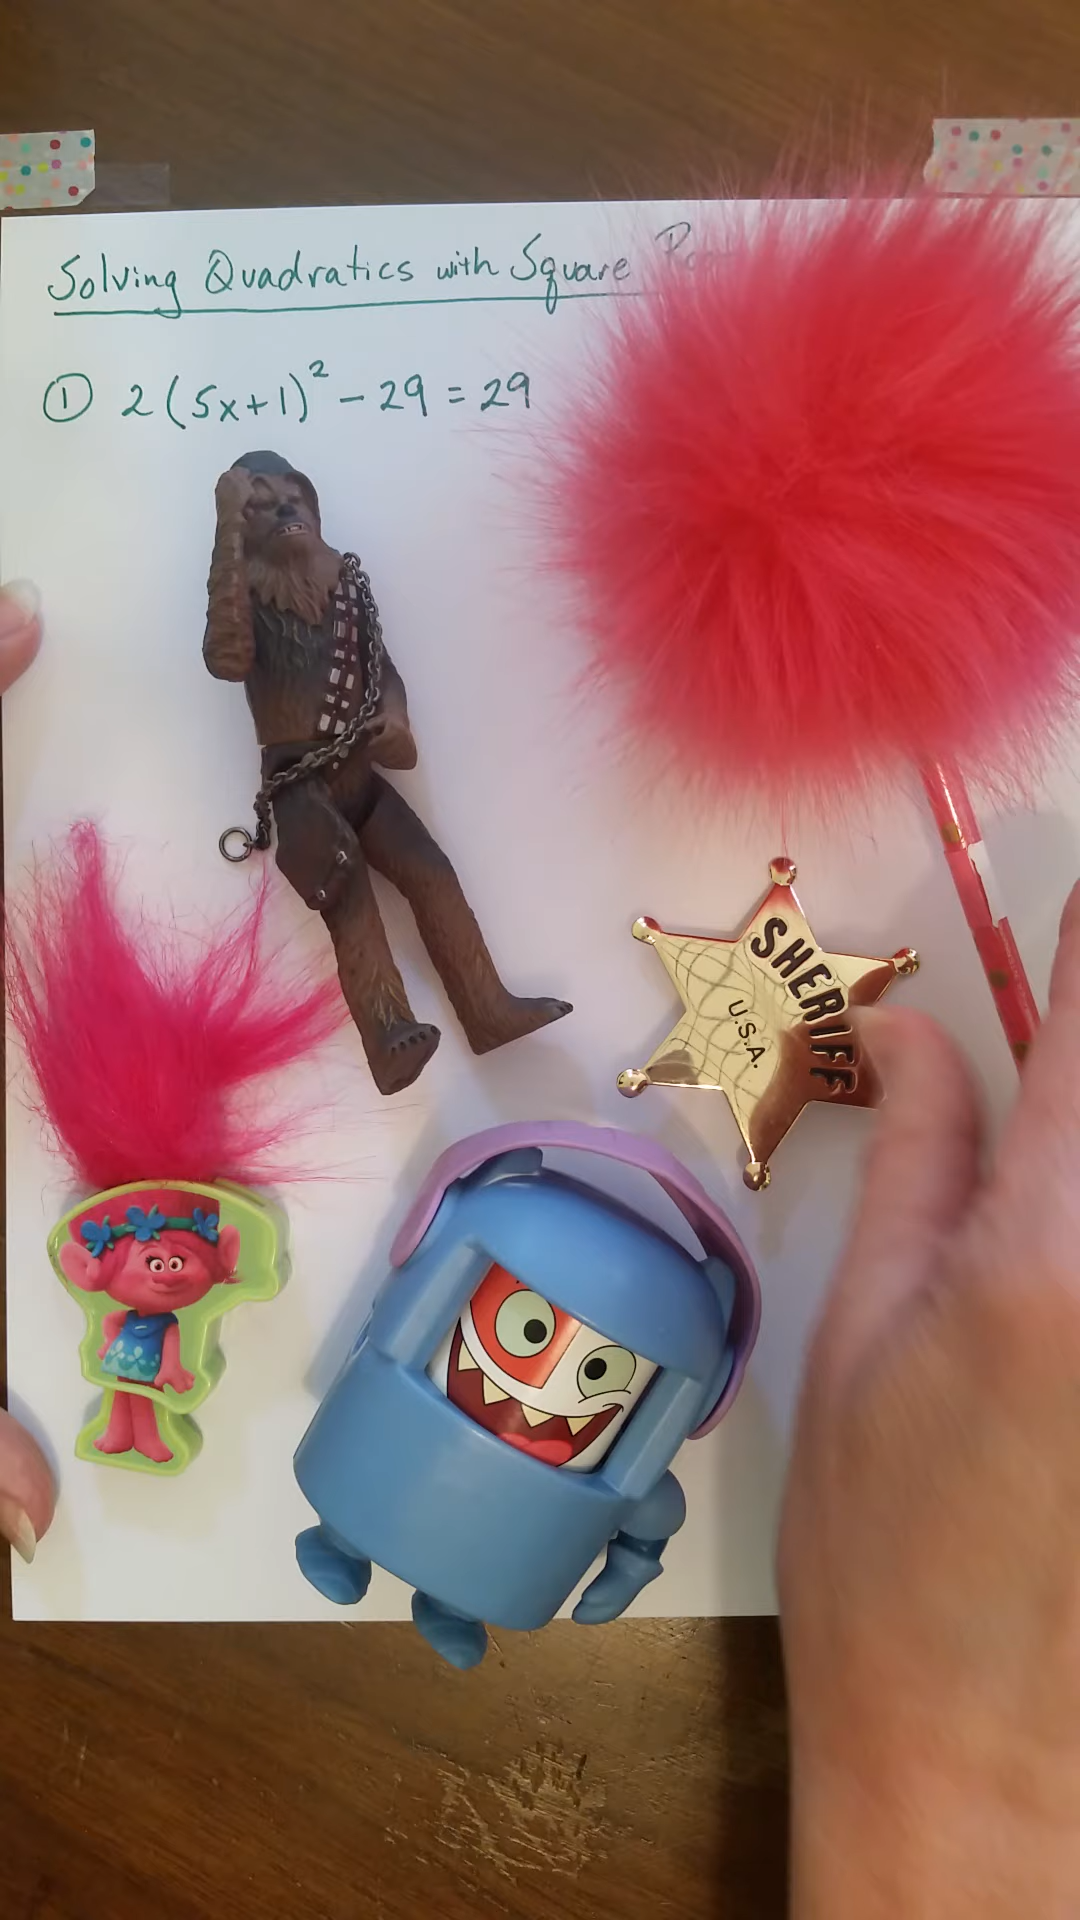 Solving Quadratics with Square
① 2(5x+1)² - 29 = 29
SHERIFF
U.S.A.